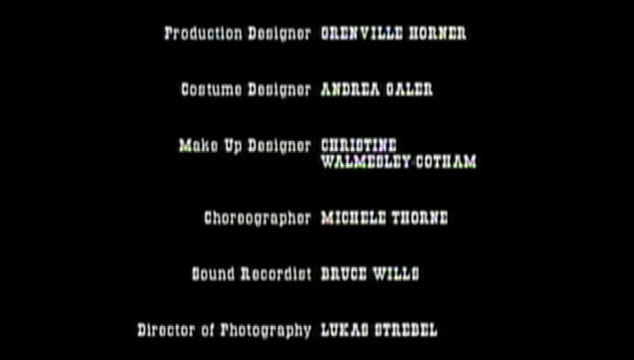 Production Designer GRENVILLE HORNER
Costume Designer ANDREA GALER
Make Up Designer CHRISTINE
WALMESLEY-COTHAM
Choreographer MICHELE THORNE
Sound Recordist BRUCE WILLS
Director of Photography LUKAS STREBEL